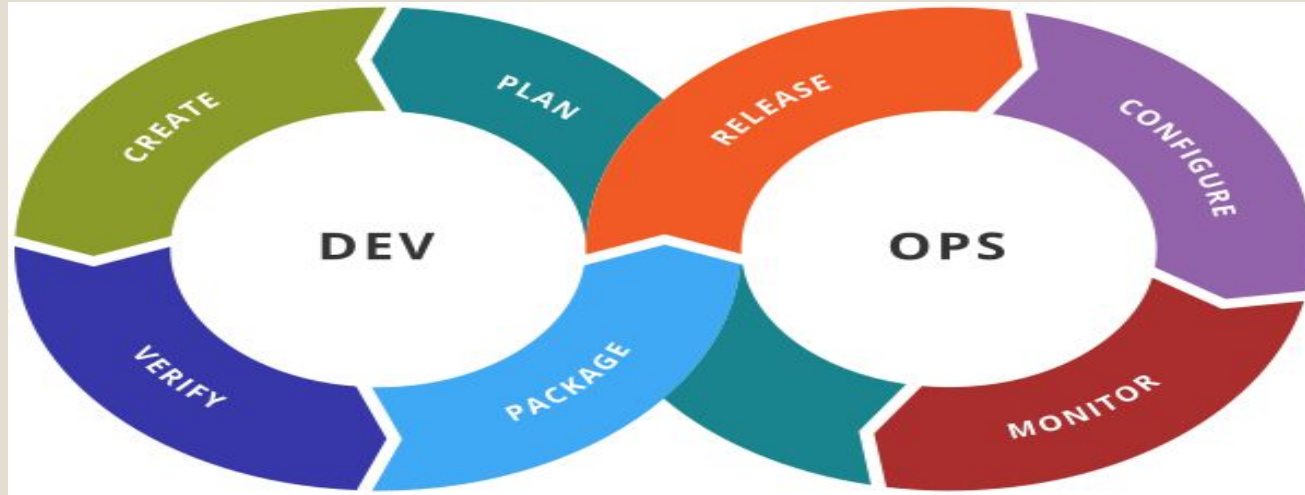 CREATE
PLAN
RELEASE
CONFIGURE
DEV
OPS
VERIFY
PACKAGE
MONITOR